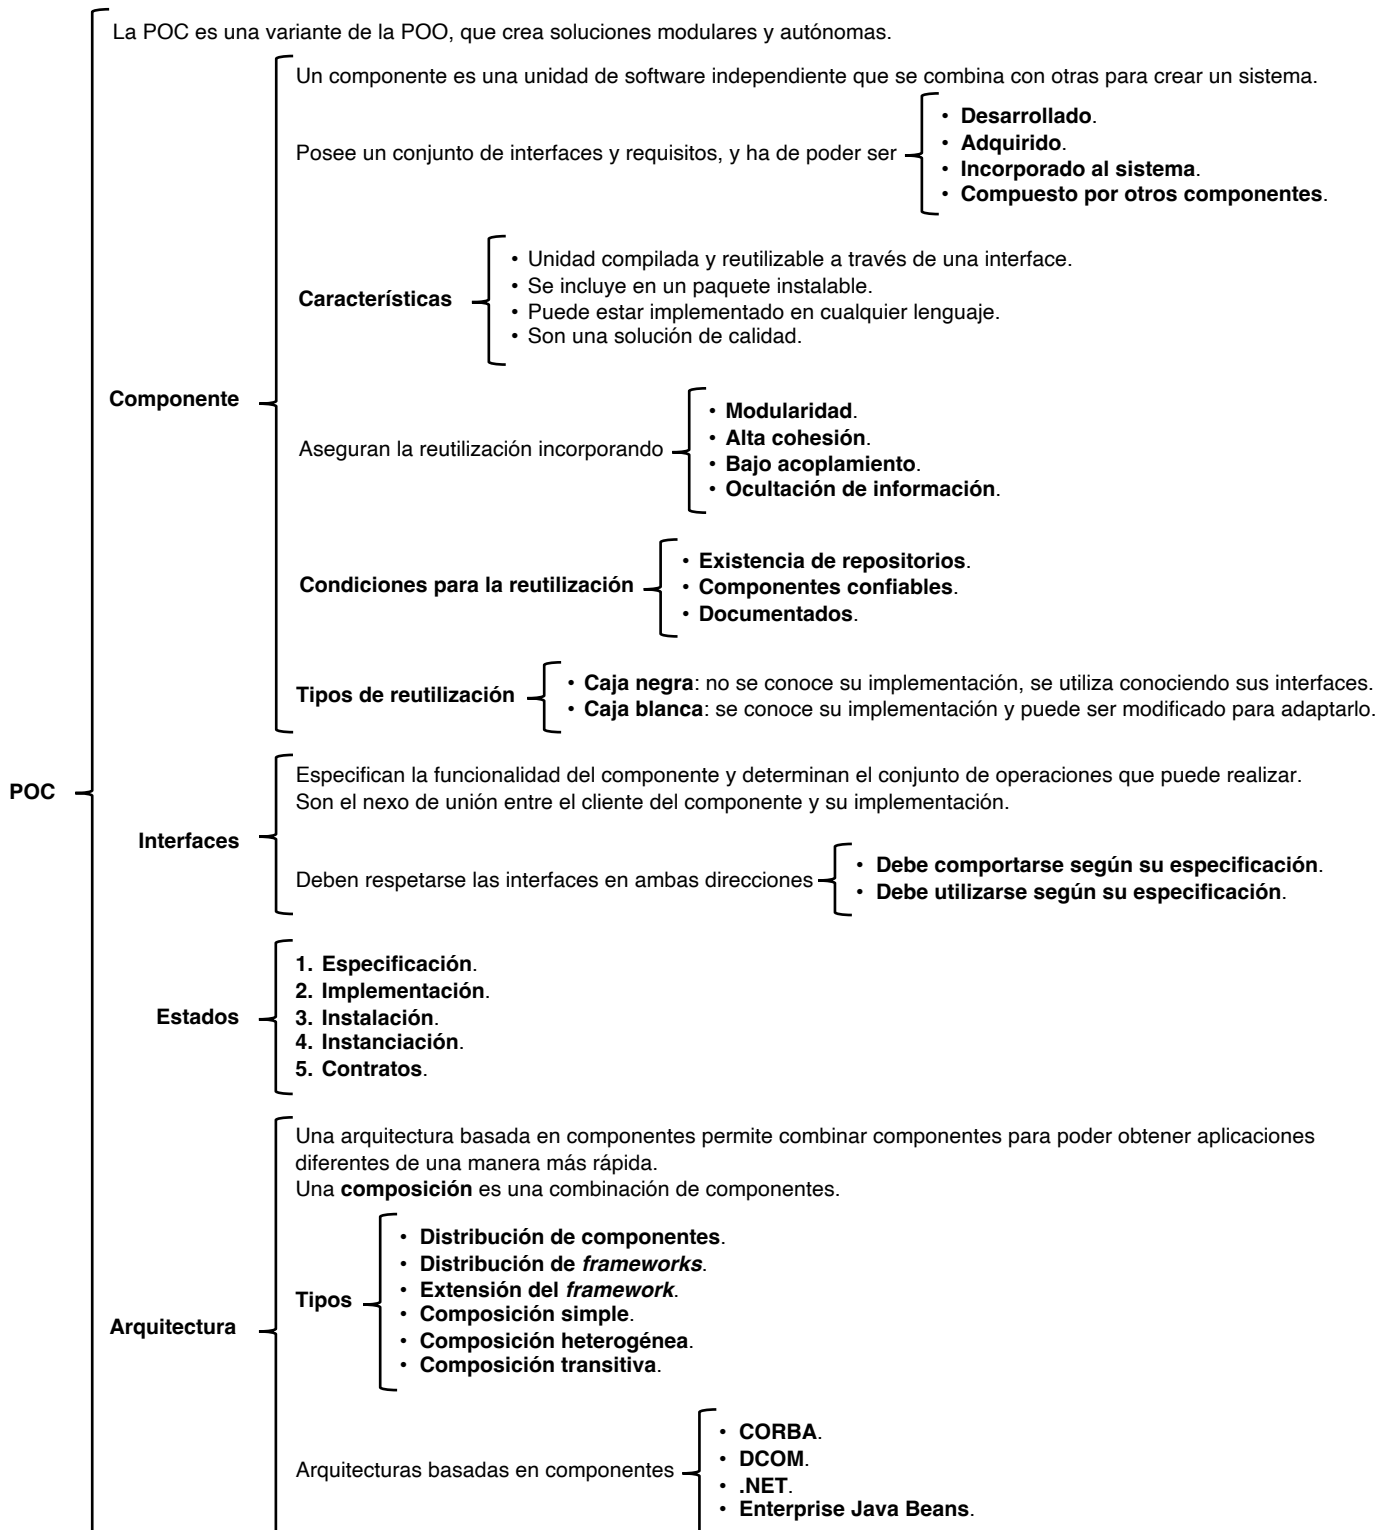 La POC es una variante de la POO, que crea soluciones modulares y autónomas.
Un componente es una unidad de software independiente que se combina con otras para crear un sistema.
Posee un conjunto de interfaces y requisitos, y ha de poder ser
• Desarrollado.
• Adquirido.
• Incorporado al sistema.
• Compuesto por otros componentes.
Características
• Unidad compilada y reutilizable a través de una interface.
• Se incluye en un paquete instalable.
• Puede estar implementado en cualquier lenguaje.
• Son una solución de calidad.
Componente
Aseguran la reutilización incorporando
• Modularidad.
• Alta cohesión.
• Bajo acoplamiento.
• Ocultación de información.
Condiciones para la reutilización
• Existencia de repositorios.
• Componentes confiables.
• Documentados.
Tipos de reutilización
• Caja negra: no se conoce su implementación, se utiliza conociendo sus interfaces.
• Caja blanca: se conoce su implementación y puede ser modificado para adaptarlo.
POC
Interfaces
Especifican la funcionalidad del componente y determinan el conjunto de operaciones que puede realizar.
Son el nexo de unión entre el cliente del componente y su implementación.
Deben respetarse las interfaces en ambas direcciones
• Debe comportarse según su especificación.
• Debe utilizarse según su especificación.
Estados
1. Especificación.
2. Implementación.
3. Instalación.
4. Instanciación.
5. Contratos.
Arquitectura
Una arquitectura basada en componentes permite combinar componentes para poder obtener aplicaciones
diferentes de una manera más rápida.
Una composición es una combinación de componentes.
Tipos
• Distribución de componentes.
• Distribución de frameworks.
• Extensión del framework.
• Composición simple.
• Composición heterogénea.
• Composición transitiva.
Arquitecturas basadas en componentes
• CORBA.
• DCOM.
• .NET.
• Enterprise Java Beans.